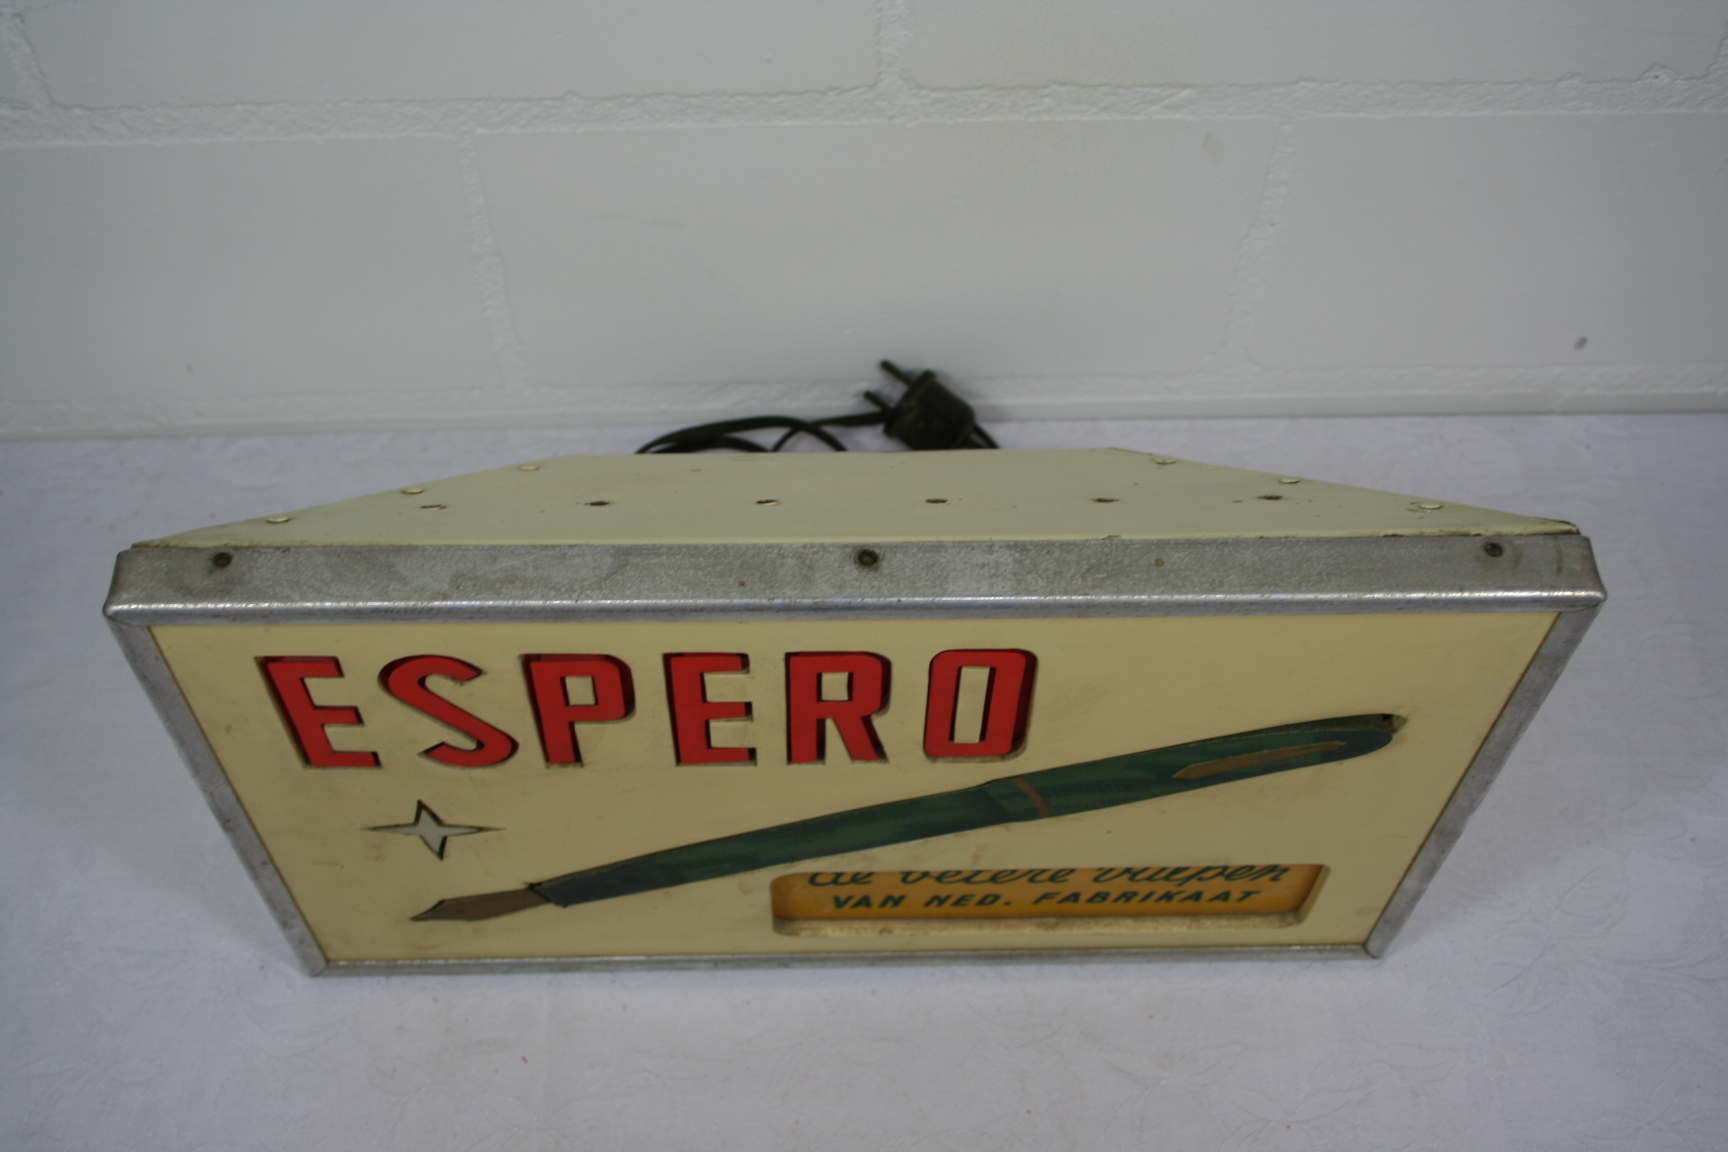 ESPERO
de betere vulpen
VAN NED. FABRIKAAT